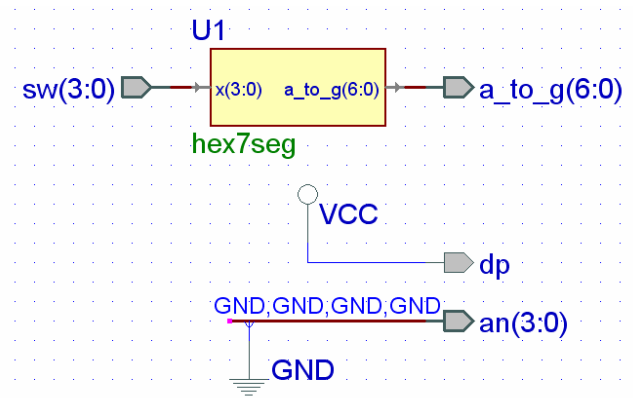 U1
sw(3:0) x(3:0) a_to_g(6:0) a_to_g(6:0)
hex7seg
VCC
dp
GND,GND,GND,GND
an(3:0)
GND